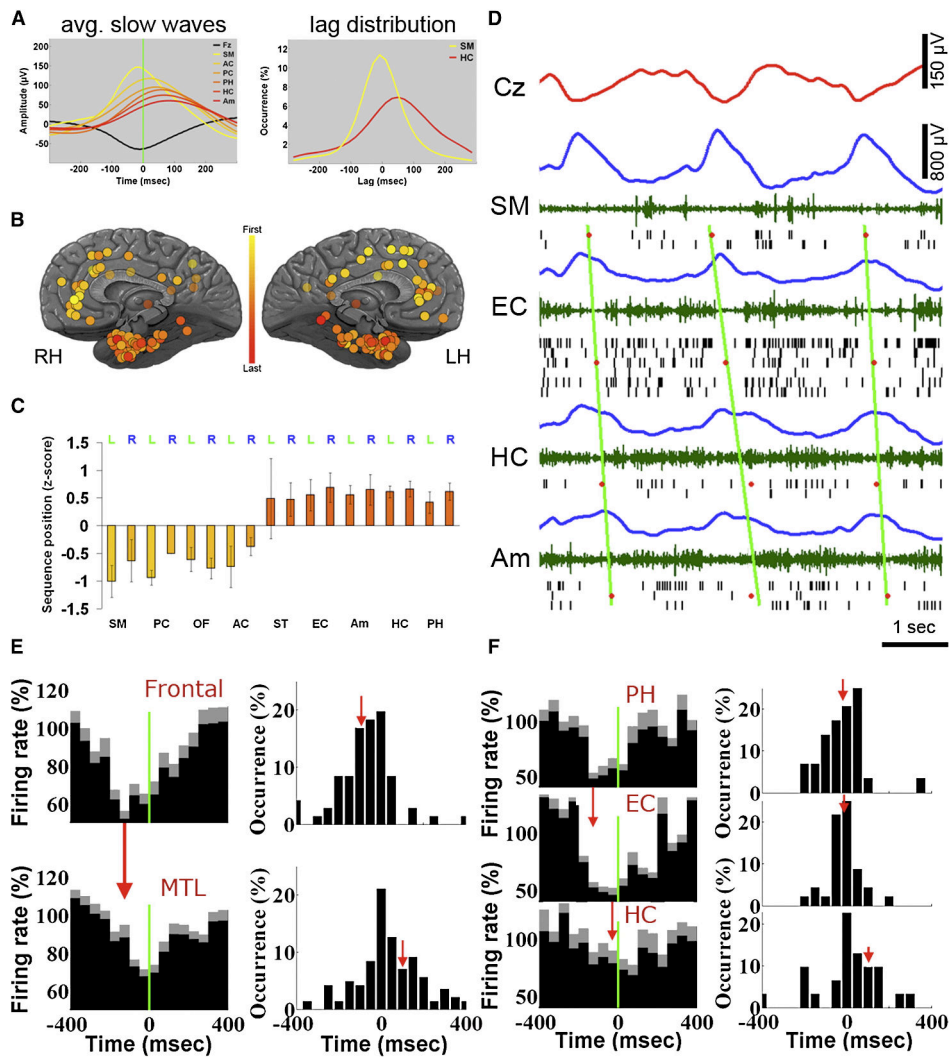 A
avg. slow waves
lag distribution
Amplitude (µV)
200
150
100
50
0
-50
Fz
SM
AC
PC
PH
HC
Am
-200 -100 0 100 200
Time (msec)
Occurrence (%)
12
10
8
6
4
2
SM
HC
-200 -100 0 100 200
Lag (msec)
B
First
Last
RH
LH
C
L R L R L R L R L R L R L R L R L R
Sequence position (z-score)
1.5
1
0.5
0
-0.5
-1
-1.5
SM PC OF AC ST EC Am HC PH
D
Cz
150 µV
800 µV
SM
EC
HC
Am
1 sec
E
Firing rate (%)
120
100
80
60
Frontal
Occurrence (%)
20
10
0
Firing rate (%)
120
100
80
60
MTL
-400 0 400
Time (msec)
Occurrence (%)
20
10
0
-400 0 400
Time (msec)
F
Firing rate (%)
100
50
PH
Occurrence (%)
20
10
0
Firing rate (%)
100
50
EC
Occurrence (%)
20
10
0
Firing rate (%)
100
50
HC
-400 0 400
Time (msec)
Occurrence (%)
20
10
0
-400 0 400
Time (msec)